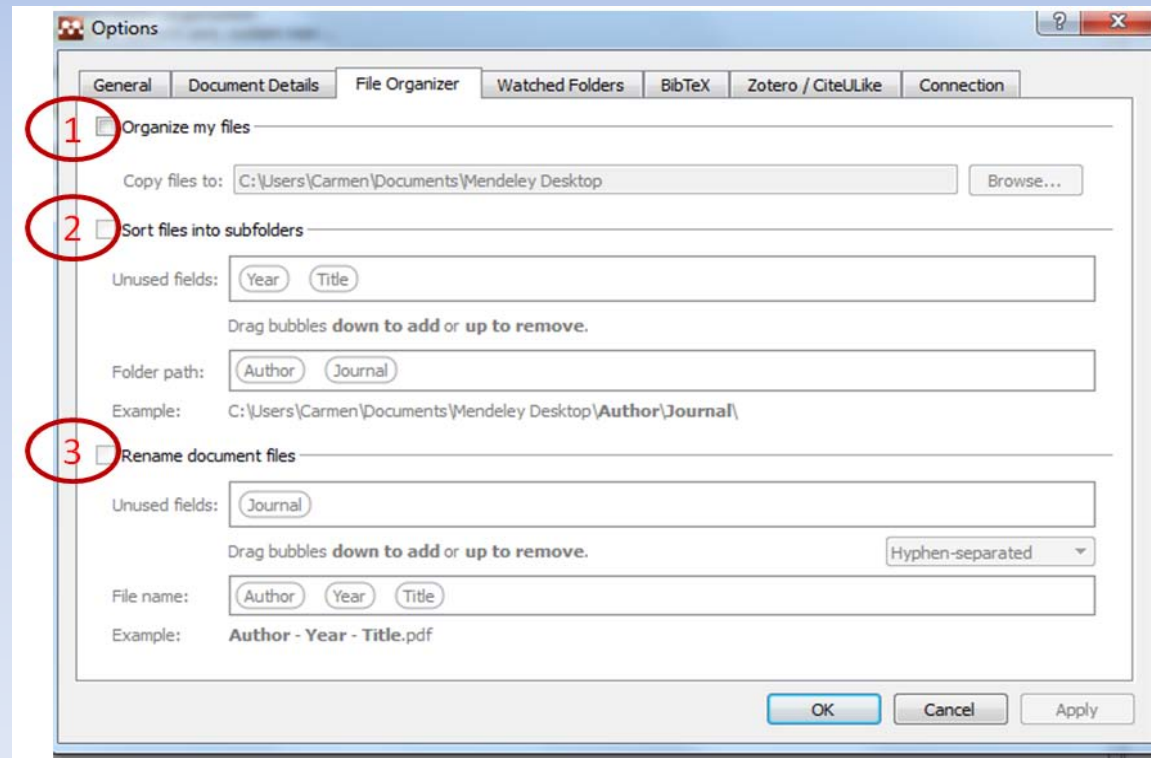 Options
General Document Details File Organizer Watched Folders BibTeX Zotero / CiteULike Connection
1 Organize my files
Copy files to: C:\Users\Carmen\Documents\Mendeley Desktop Browse...
2 Sort files into subfolders
Unused fields: Year Title
Drag bubbles down to add or up to remove.
Folder path: Author Journal
Example: C:\Users\Carmen\Documents\Mendeley Desktop\Author\Journal\
3 Rename document files
Unused fields: Journal
Drag bubbles down to add or up to remove. Hyphen-separated
File name: Author Year Title
Example: Author - Year - Title.pdf
OK Cancel Apply